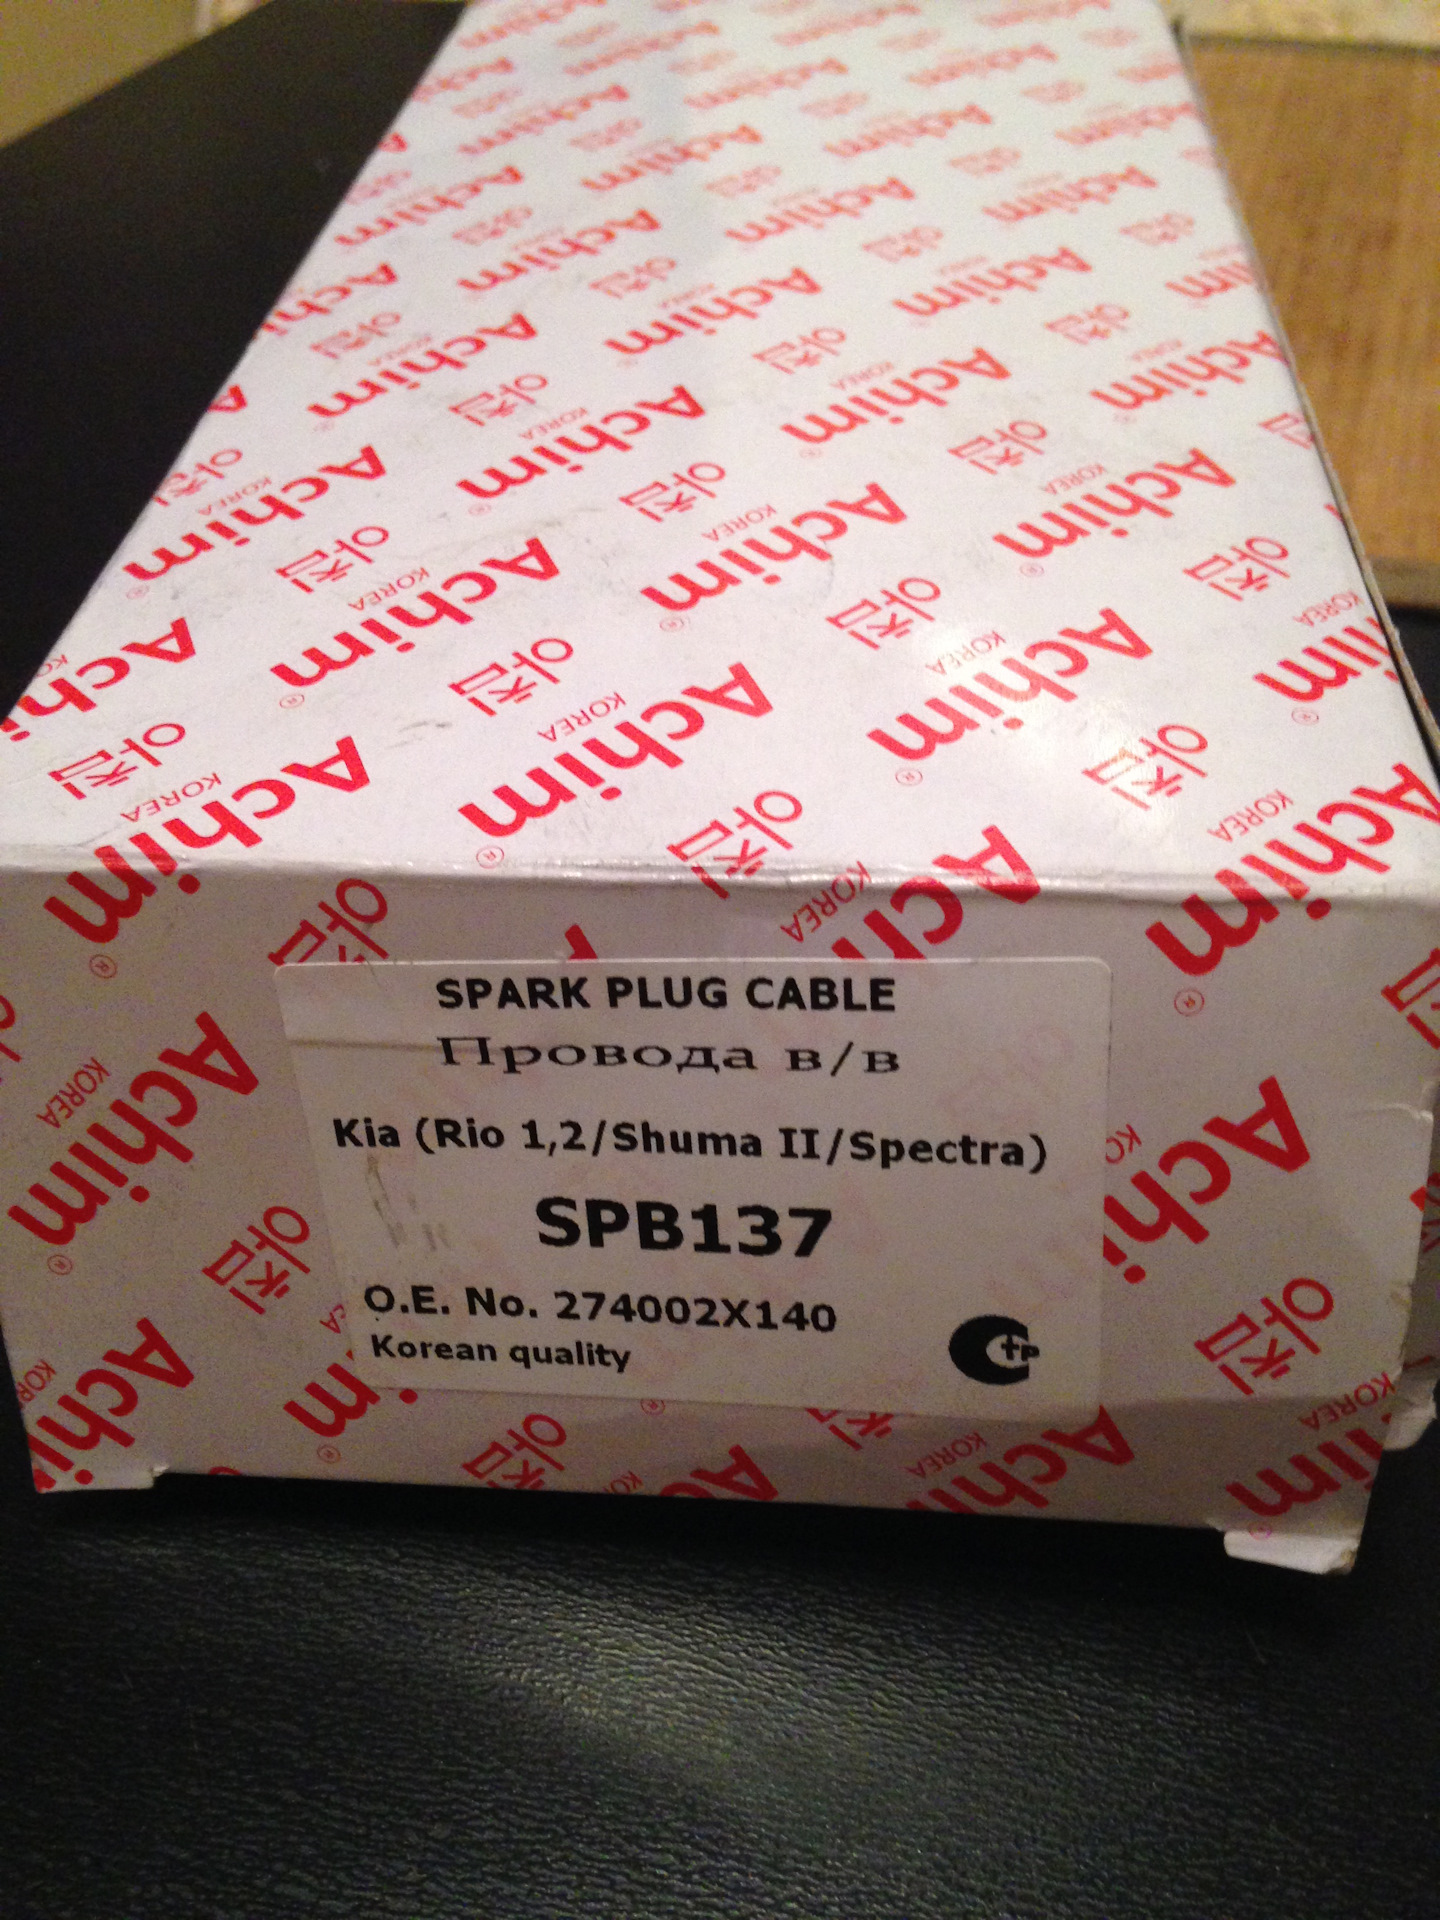 Achim®
아침
KOREA
SPARK PLUG CABLE
Провода в/в
Kia (Rio 1,2/Shuma II/Spectra)
SPB137
O.E. No. 274002X140
Korean quality